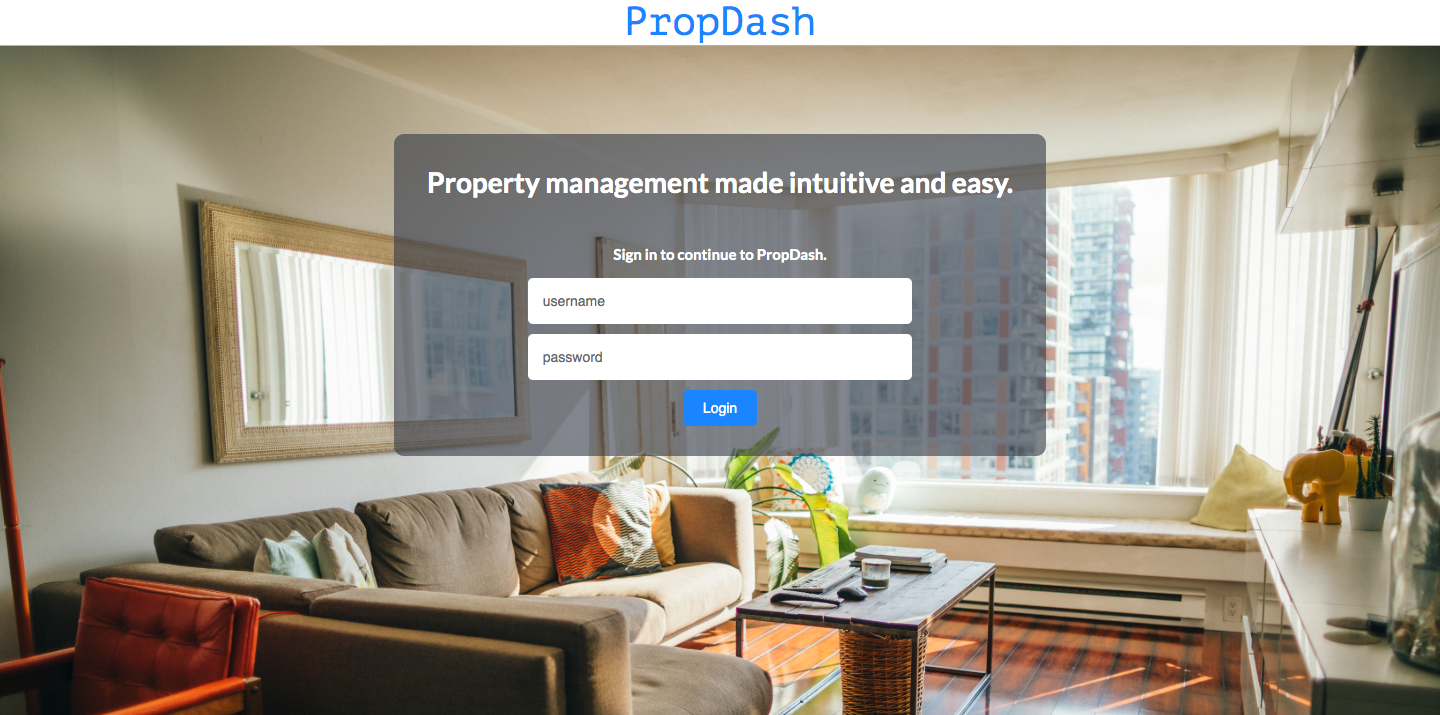 PropDash
Property management made intuitive and easy.
Sign in to continue to PropDash.
username
password
Login